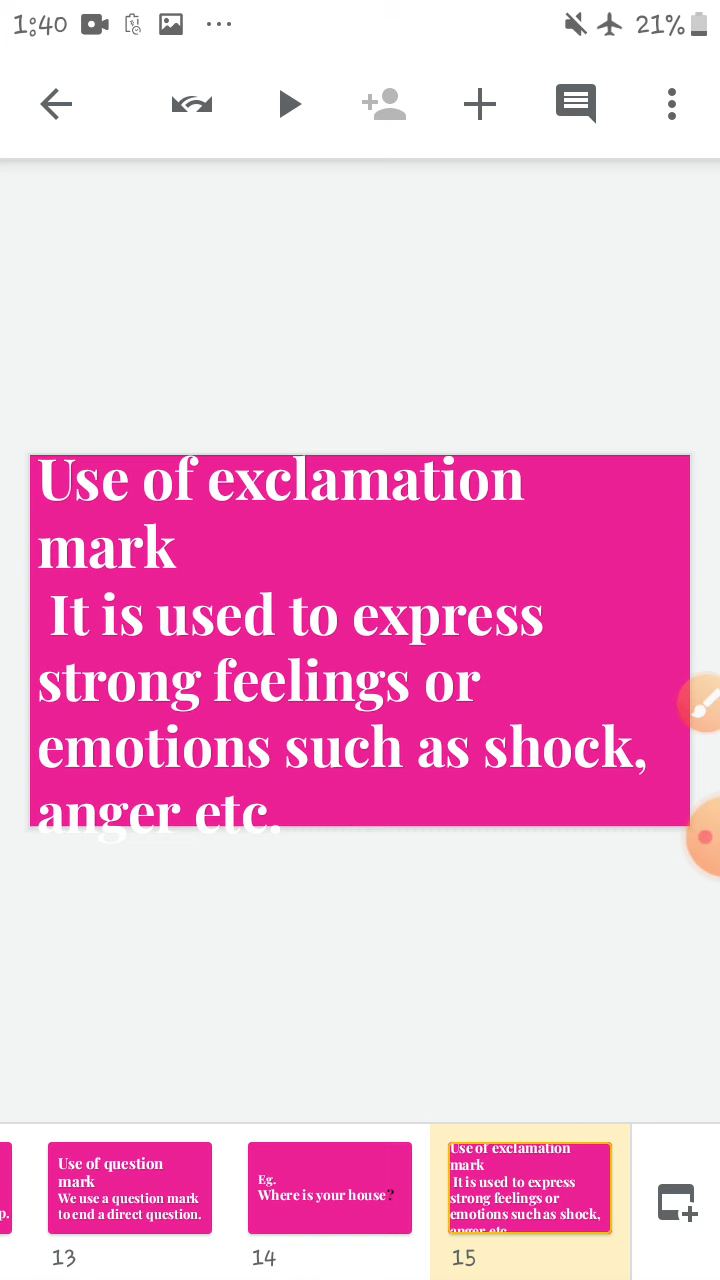 1:40
21%
Use of exclamation
mark
It is used to express
strong feelings or
emotions such as shock,
anger etc.
p.
Use of question
mark
We use a question mark
to end a direct question.
13
Eg.
Where is your house?
14
Use of exclamation
mark
It is used to express
strong feelings or
emotions such as shock,
anger etc.
15